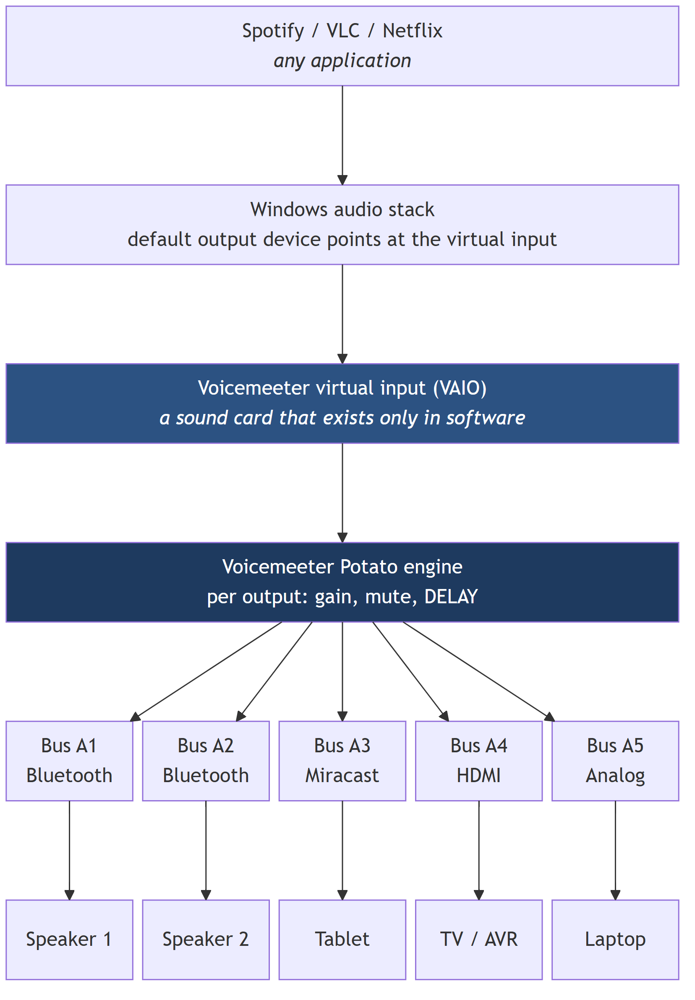 Spotify / VLC / Netflix
any application
Windows audio stack
default output device points at the virtual input
Voicemeeter virtual input (VAIO)
a sound card that exists only in software
Voicemeeter Potato engine
per output: gain, mute, DELAY
Bus A1
Bluetooth
Bus A2
Bluetooth
Bus A3
Miracast
Bus A4
HDMI
Bus A5
Analog
Speaker 1
Speaker 2
Tablet
TV / AVR
Laptop